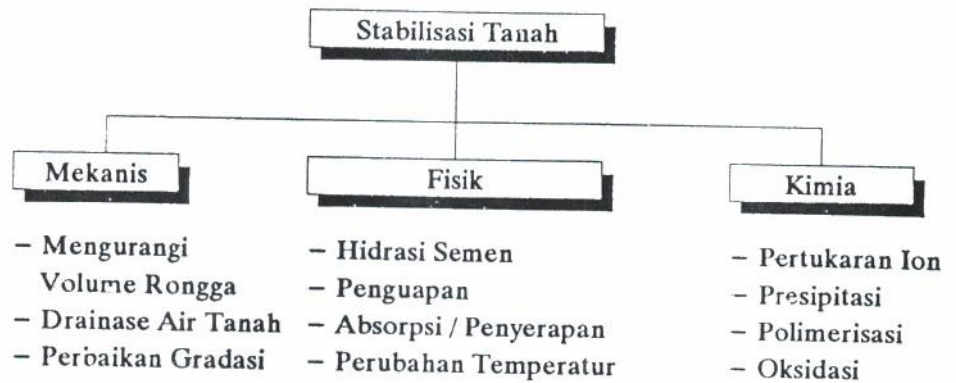 Stabilisasi Tanah
Mekanis
– Mengurangi
Volume Rongga
– Drainase Air Tanah
– Perbaikan Gradasi
Fisik
– Hidrasi Semen
– Penguapan
– Absorpsi / Penyerapan
– Perubahan Temperatur
Kimia
– Pertukaran Ion
– Presipitasi
– Polimerisasi
– Oksidasi